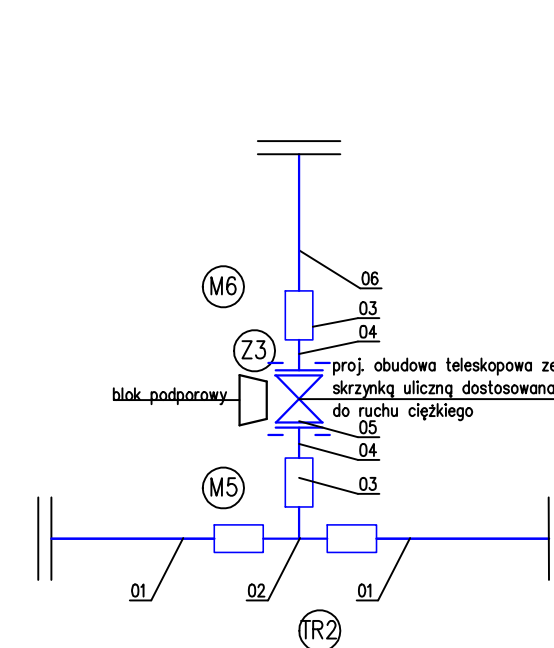 06
M6
03
04
Z3
proj. obudowa teleskopowa ze
skrzynką uliczną dostosowana
blok podporowy
do ruchu ciężkiego
05
04
M5
03
01
02
01
TR2